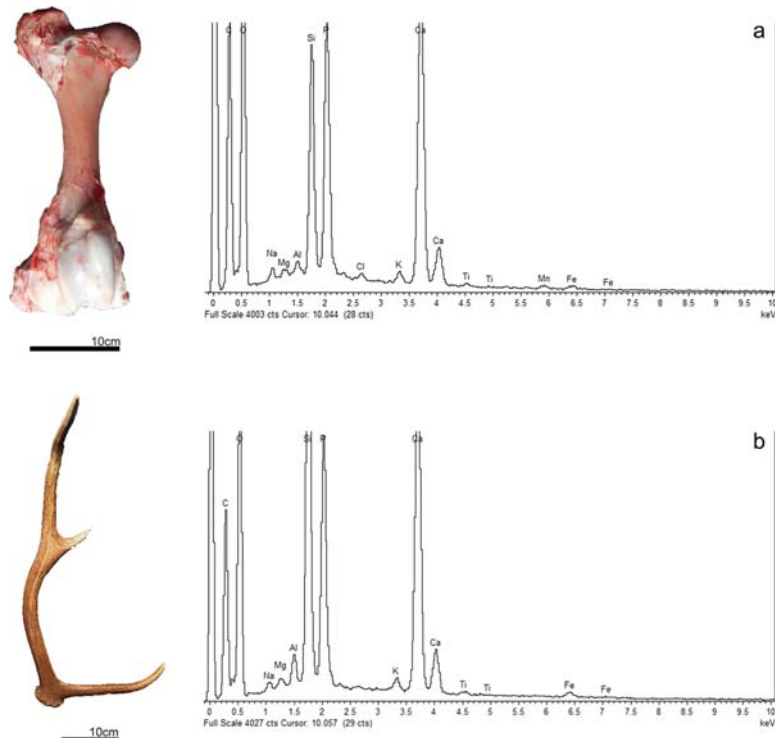 a
C O Si P Ca
Na Mg Al Cl K Ca Ti Ti Mn Fe Fe
0 0.5 1 1.5 2 2.5 3 3.5 4 4.5 5 5.5 6 6.5 7 7.5 8 8.5 9 9.5 10
Full Scale 4003 cts Cursor: 10.044 (28 cts) keV
10cm
b
O Si P Ca
C
Na Mg Al K Ca Ti Ti Fe Fe
0 0.5 1 1.5 2 2.5 3 3.5 4 4.5 5 5.5 6 6.5 7 7.5 8 8.5 9 9.5 10
Full Scale 4027 cts Cursor: 10.057 (29 cts) keV
10cm